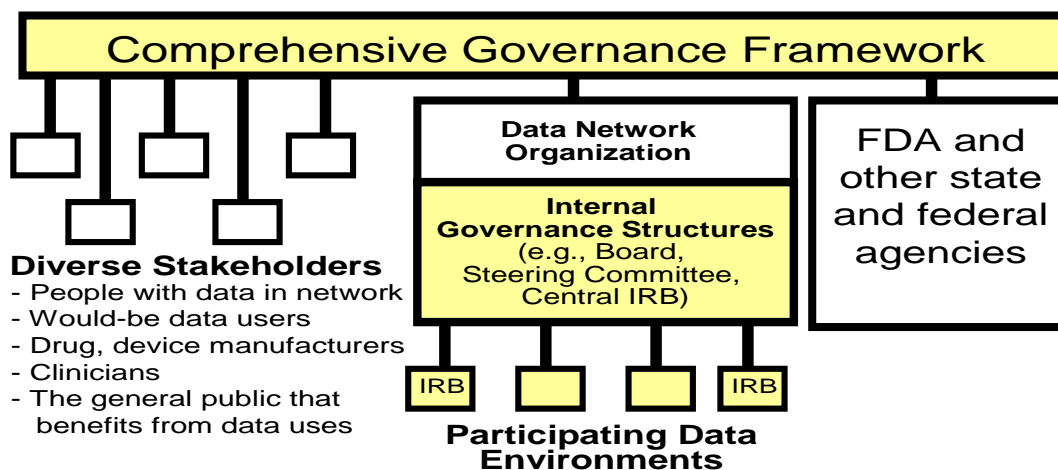 Comprehensive Governance Framework
Diverse Stakeholders
- People with data in network
- Would-be data users
- Drug, device manufacturers
- Clinicians
- The general public that
benefits from data uses
Data Network
Organization
Internal
Governance Structures
(e.g., Board,
Steering Committee,
Central IRB)
IRB
IRB
Participating Data
Environments
FDA and
other state
and federal
agencies